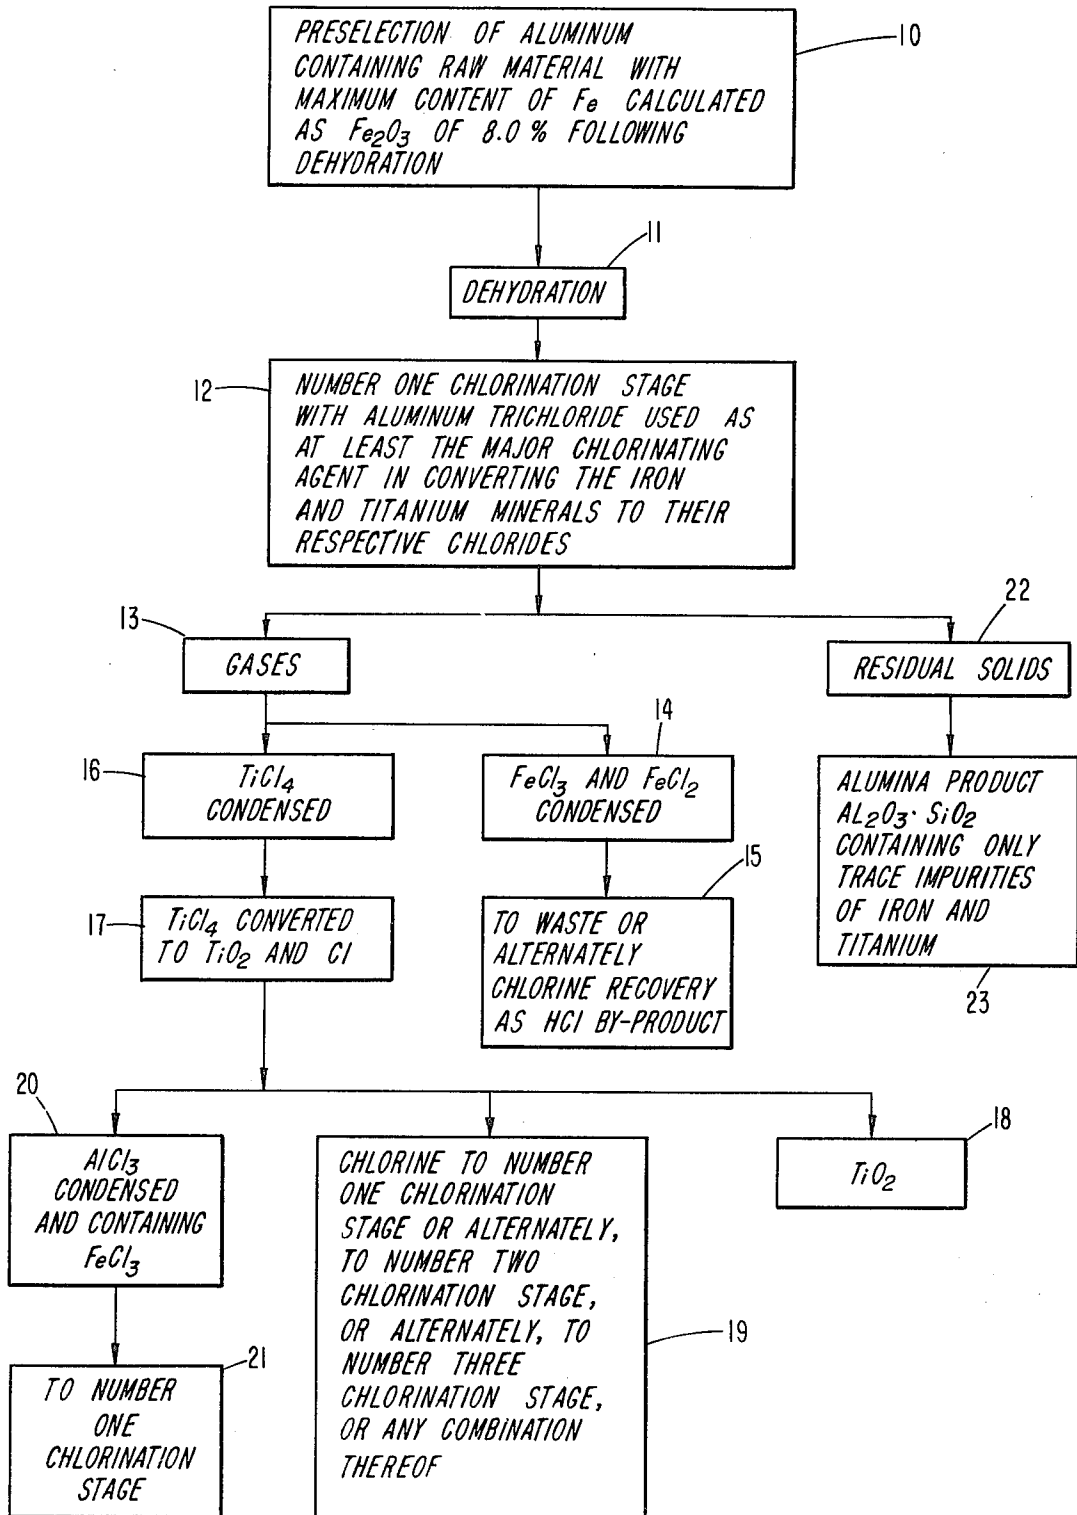 PRESELECTION OF ALUMINUM
CONTAINING RAW MATERIAL WITH
MAXIMUM CONTENT OF Fe CALCULATED
AS Fe2O3 OF 8.0 % FOLLOWING
DEHYDRATION
10
11
DEHYDRATION
12
NUMBER ONE CHLORINATION STAGE
WITH ALUMINUM TRICHLORIDE USED AS
AT LEAST THE MAJOR CHLORINATING
AGENT IN CONVERTING THE IRON
AND TITANIUM MINERALS TO THEIR
RESPECTIVE CHLORIDES
13
GASES
22
RESIDUAL SOLIDS
16
TiCl4
CONDENSED
14
FeCl3 AND FeCl2
CONDENSED
ALUMINA PRODUCT
AL2O3· SiO2
CONTAINING ONLY
TRACE IMPURITIES
OF IRON AND
TITANIUM
23
17
TiCl4 CONVERTED
TO TiO2 AND Cl
15
TO WASTE OR
ALTERNATELY
CHLORINE RECOVERY
AS HCl BY-PRODUCT
20
AlCl3
CONDENSED
AND CONTAINING
FeCl3
CHLORINE TO NUMBER
ONE CHLORINATION
STAGE OR ALTERNATELY,
TO NUMBER TWO
CHLORINATION STAGE,
OR ALTERNATELY, TO
NUMBER THREE
CHLORINATION STAGE,
OR ANY COMBINATION
THEREOF
19
18
TiO2
21
TO NUMBER
ONE
CHLORINATION
STAGE